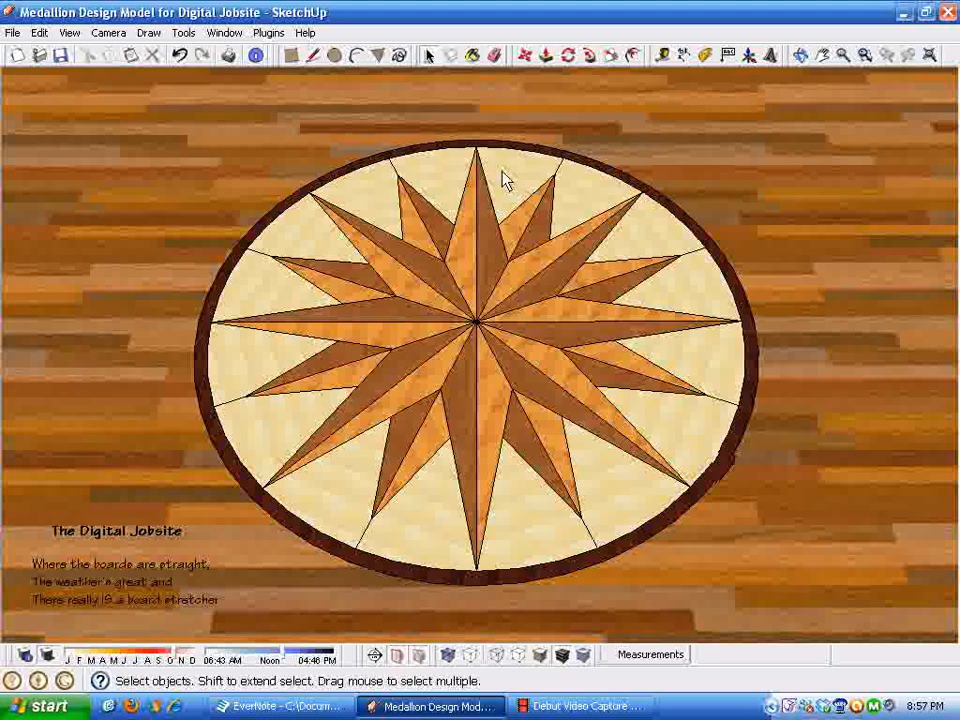 Medallion Design Model for Digital Jobsite - SketchUp
File Edit View Camera Draw Tools Window Plugins Help
The Digital Jobsite
Where the boards are straight,
The weather's great and
There really IS a board stretcher
J F M A M J J A S O N D 06:43 AM Noon 04:46 PM Measurements
Select objects. Shift to extend select. Drag mouse to select multiple.
start EverNote - C:\Docum... Medallion Design Mod... Debut Video Capture ... 8:57 PM